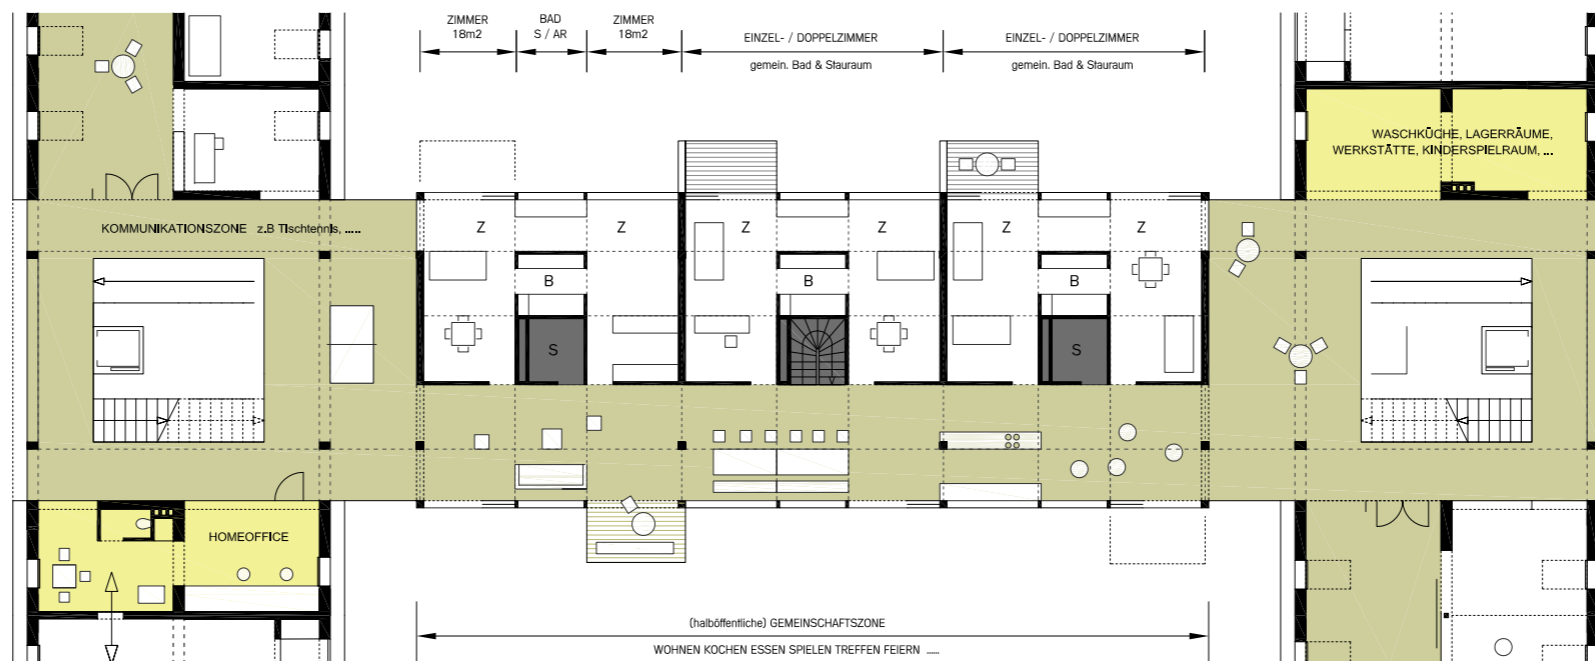 ZIMMER
18m2
BAD
S / AR
ZIMMER
18m2
EINZEL- / DOPPELZIMMER
gemein. Bad & Stauraum
EINZEL- / DOPPELZIMMER
gemein. Bad & Stauraum
WASCHKÜCHE, LAGERRÄUME,
WERKSTÄTTE, KINDERSPIELRAUM, ...
KOMMUNIKATIONSZONE z.B Tischtennis, .....
Z
Z
Z
Z
Z
Z
B
B
B
S
S
HOMEOFFICE
(halböffentliche) GEMEINSCHAFTSZONE
WOHNEN KOCHEN ESSEN SPIELEN TREFFEN FEIERN .....